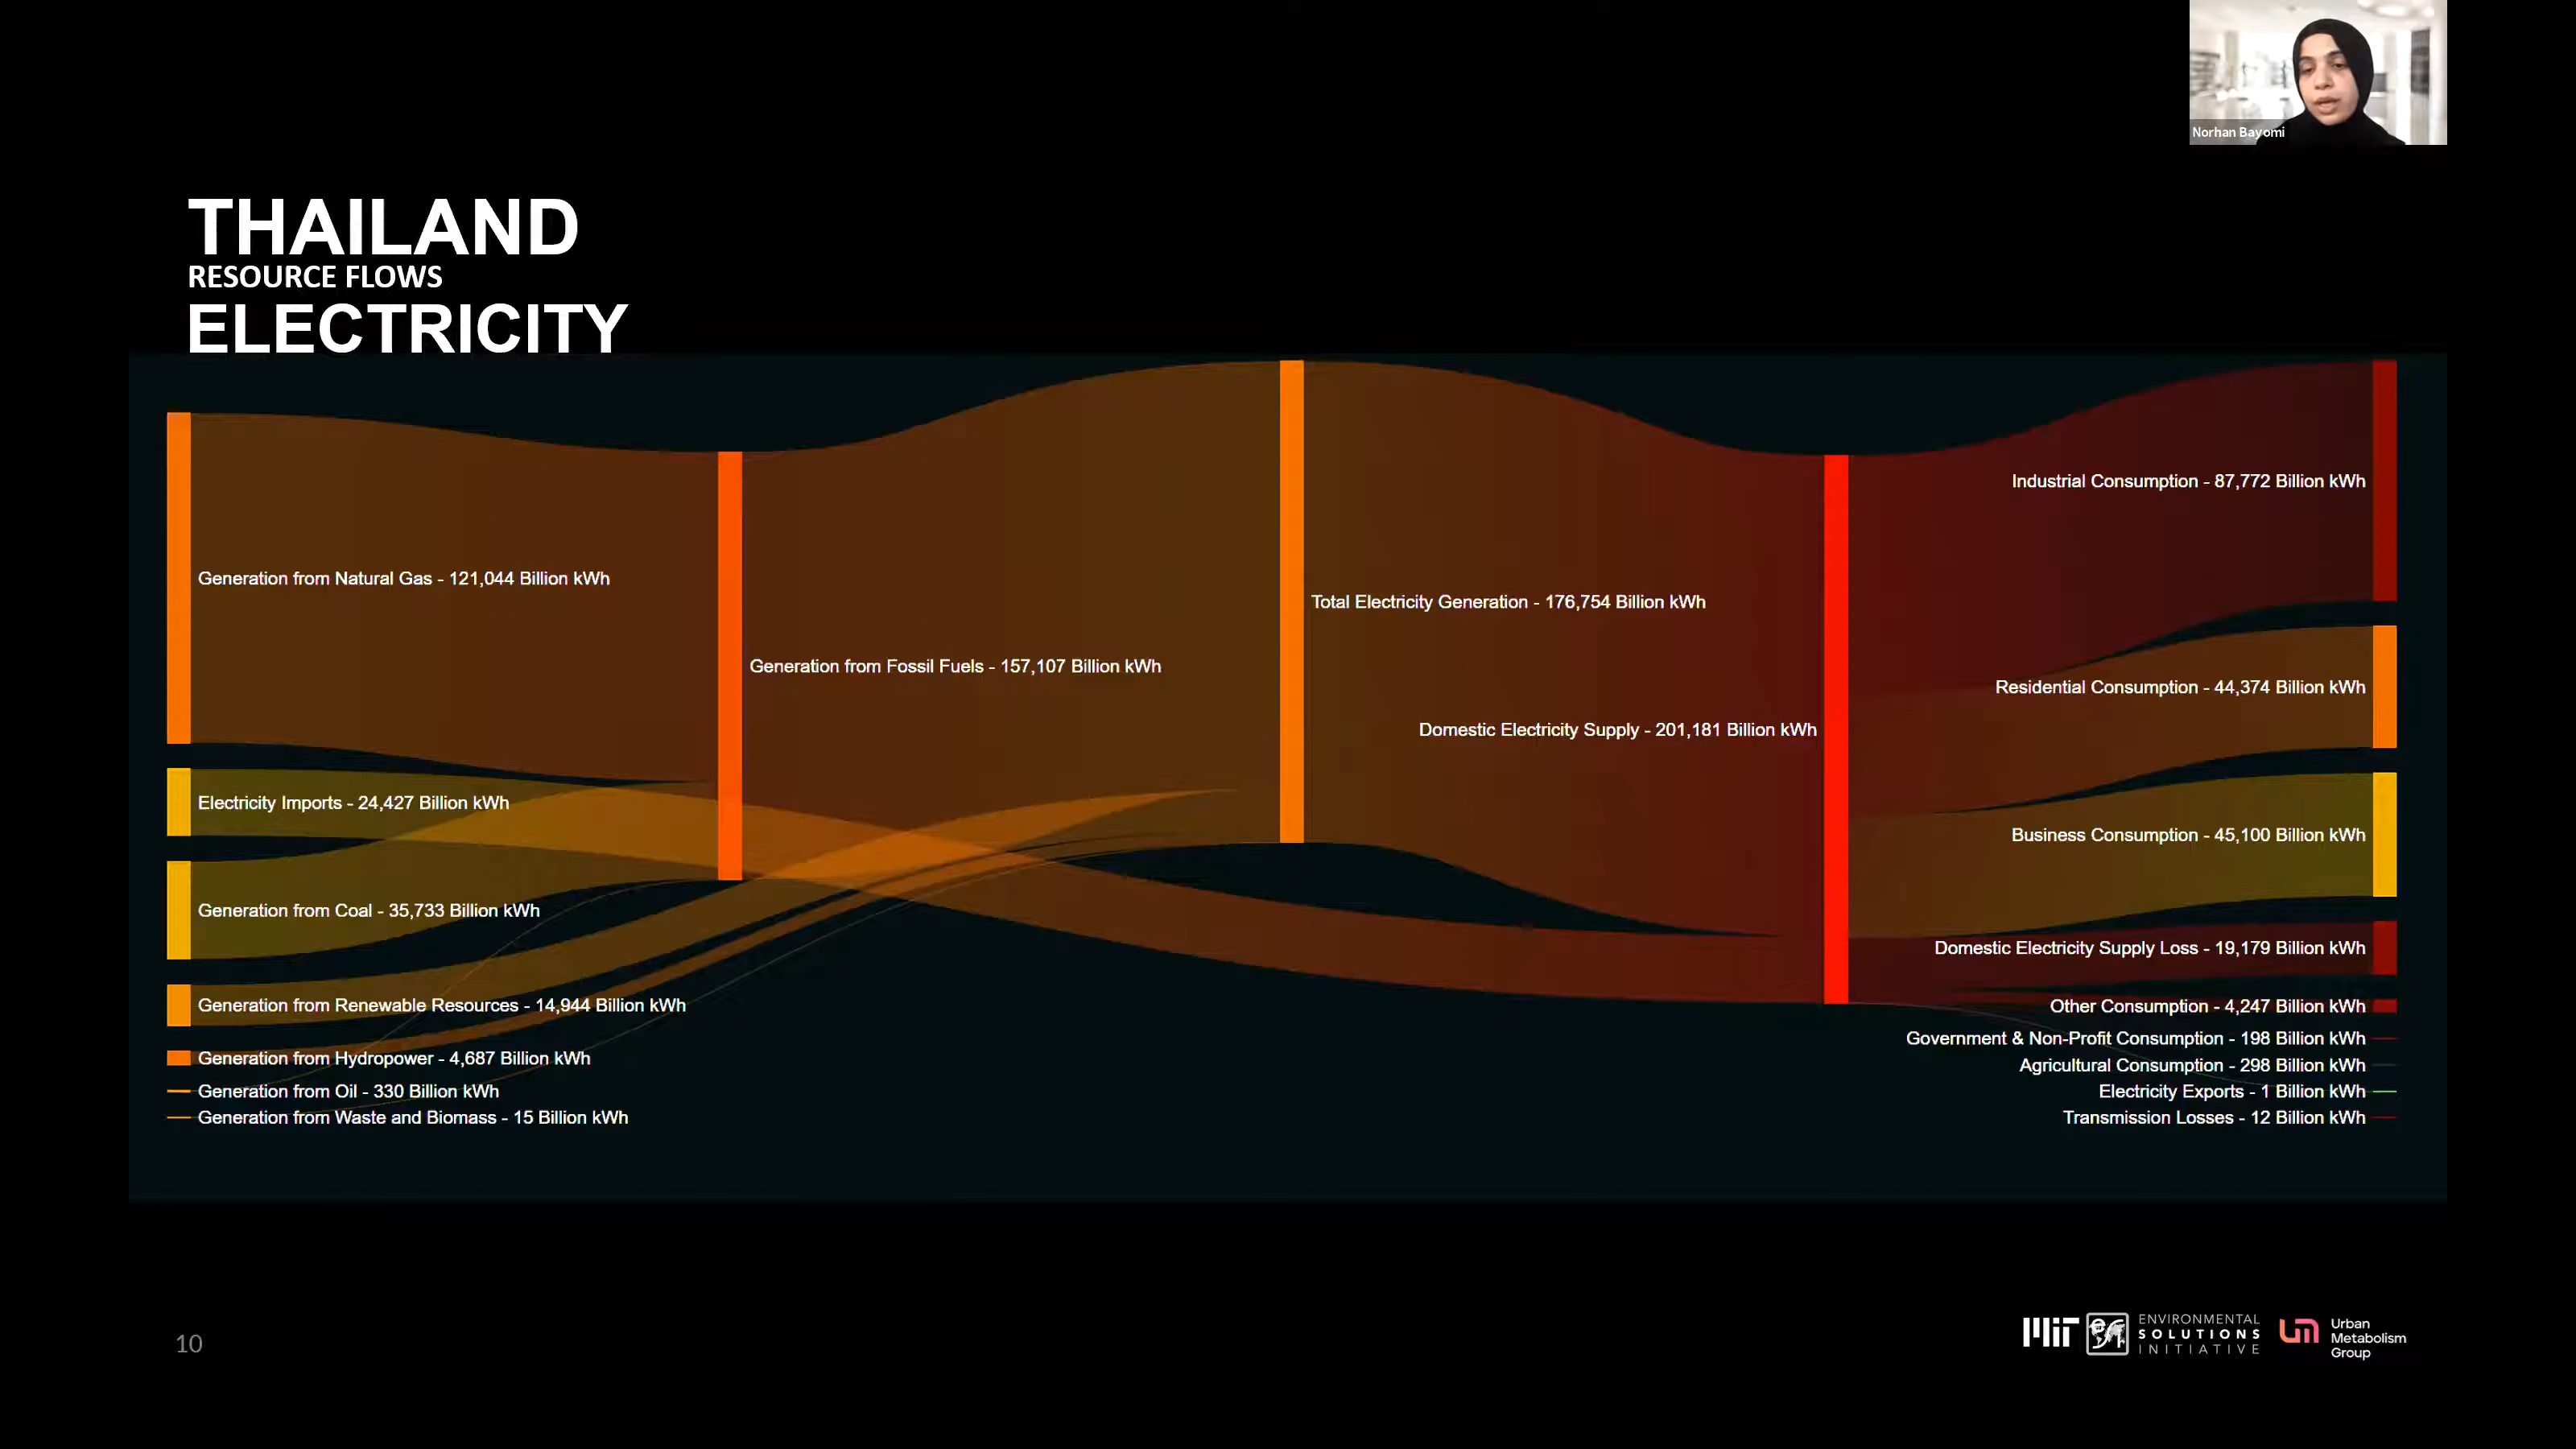 Norhan Bayomi
THAILAND
RESOURCE FLOWS
ELECTRICITY
Generation from Natural Gas - 121,044 Billion kWh
Electricity Imports - 24,427 Billion kWh
Generation from Coal - 35,733 Billion kWh
Generation from Renewable Resources - 14,944 Billion kWh
Generation from Hydropower - 4,687 Billion kWh
Generation from Oil - 330 Billion kWh
Generation from Waste and Biomass - 15 Billion kWh
Generation from Fossil Fuels - 157,107 Billion kWh
Total Electricity Generation - 176,754 Billion kWh
Domestic Electricity Supply - 201,181 Billion kWh
Industrial Consumption - 87,772 Billion kWh
Residential Consumption - 44,374 Billion kWh
Business Consumption - 45,100 Billion kWh
Domestic Electricity Supply Loss - 19,179 Billion kWh
Other Consumption - 4,247 Billion kWh
Government & Non-Profit Consumption - 198 Billion kWh
Agricultural Consumption - 298 Billion kWh
Electricity Exports - 1 Billion kWh
Transmission Losses - 12 Billion kWh
10
MIT
ENVIRONMENTAL
SOLUTIONS
INITIATIVE
um
Urban
Metabolism
Group